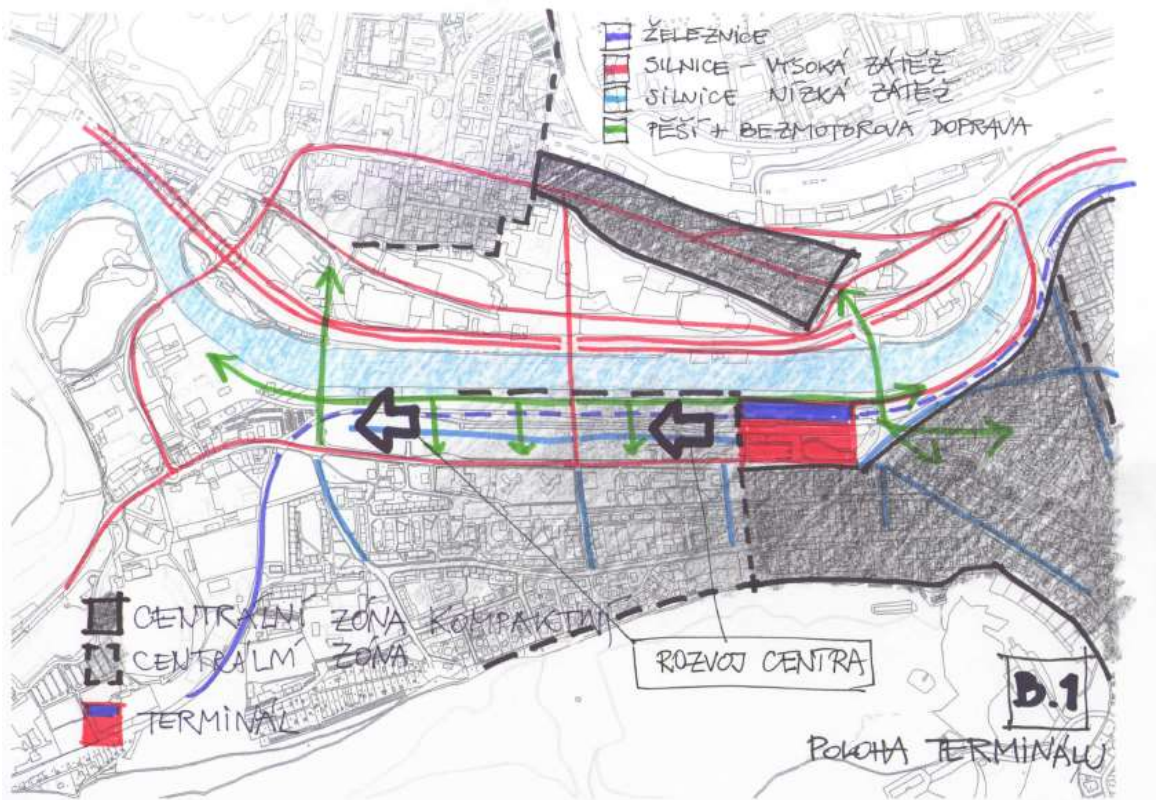 ŽELEZNICE
SILNICE - VYSOKÁ ZÁTĚŽ
SILNICE NÍZKÁ ZÁTĚŽ
PĚŠÍ + BEZMOTOROVA DOPRAVA
CENTRÁLNÍ ZÓNA KOMPAKTNÍ
CENTRÁLNÍ ZÓNA
TERMINÁL
ROZVOJ CENTRA
B.1
POLOHA TERMINÁLU